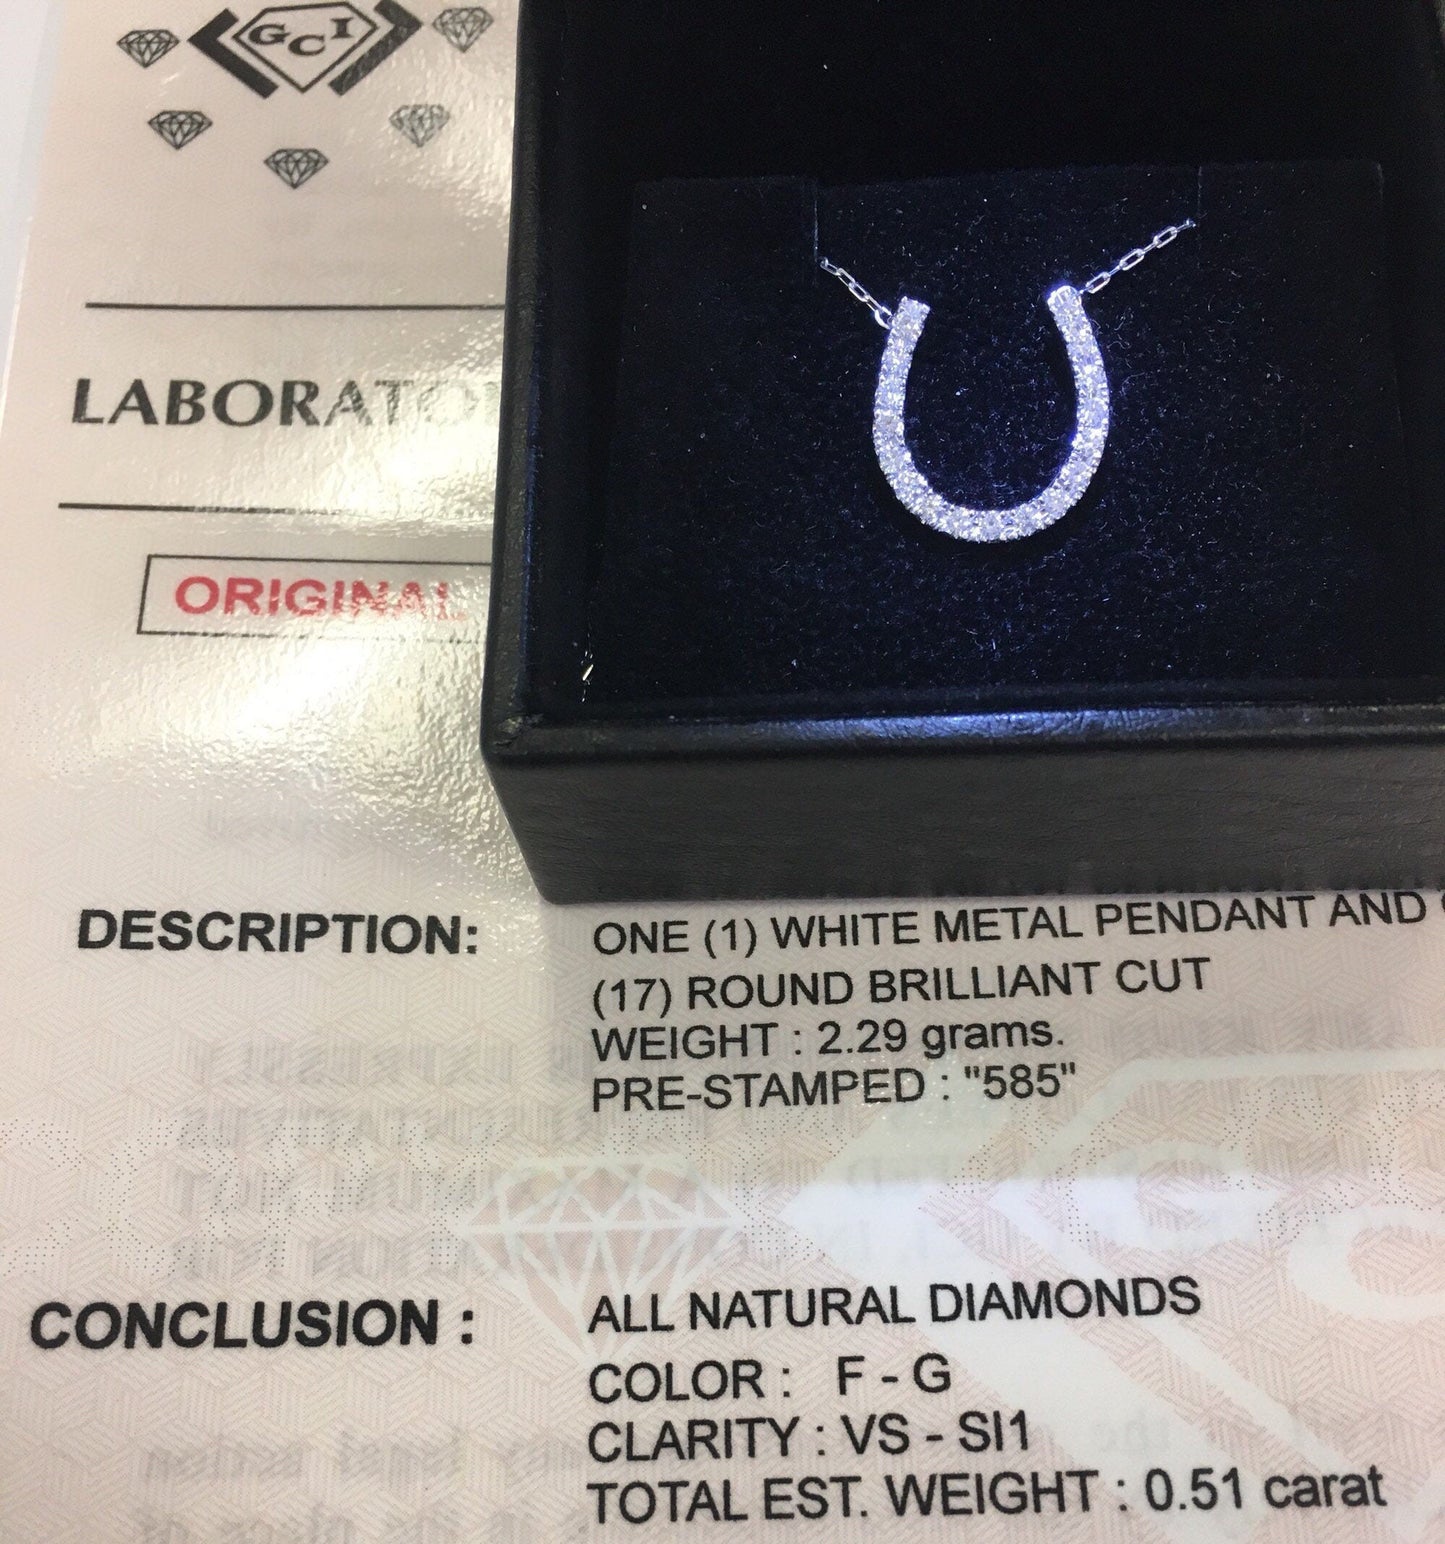 GCI
LABORATO
ORIGINAL
DESCRIPTION: ONE (1) WHITE METAL PENDANT AND
(17) ROUND BRILLIANT CUT
WEIGHT : 2.29 grams.
PRE-STAMPED : "585"
CONCLUSION : ALL NATURAL DIAMONDS
COLOR : F - G
CLARITY : VS - SI1
TOTAL EST. WEIGHT : 0.51 carat